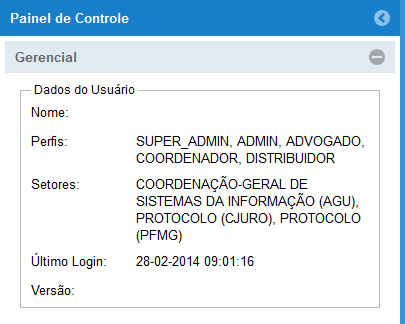 Painel de Controle
Gerencial
Dados do Usuário
Nome:
Perfis: SUPER_ADMIN, ADMIN, ADVOGADO,
COORDENADOR, DISTRIBUIDOR
Setores: COORDENAÇÃO-GERAL DE
SISTEMAS DA INFORMAÇÃO (AGU),
PROTOCOLO (CJURO), PROTOCOLO
(PFMG)
Último Login: 28-02-2014 09:01:16
Versão: